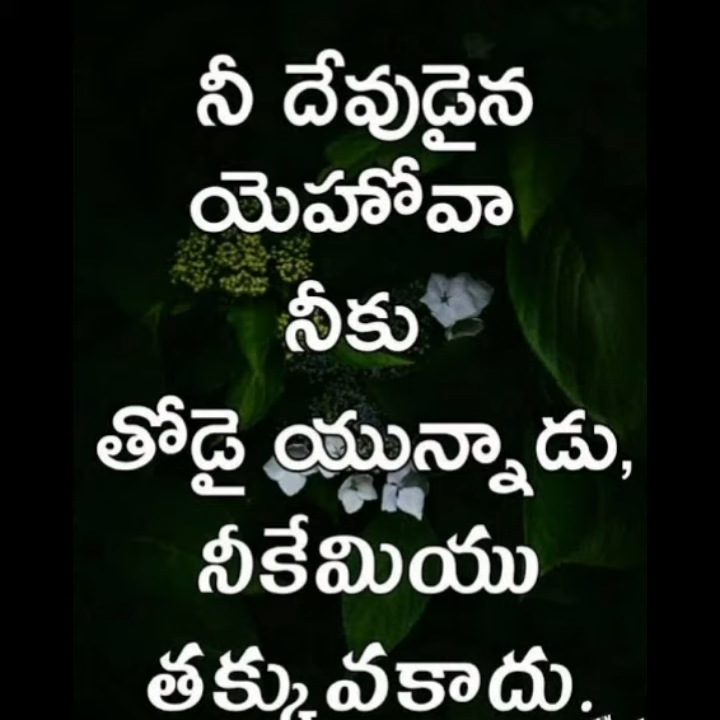 నీ దేవుడైన
యెహోవా
నీకు
తోడై యున్నాడు,
నీకేమియు
తక్కువకాదు.